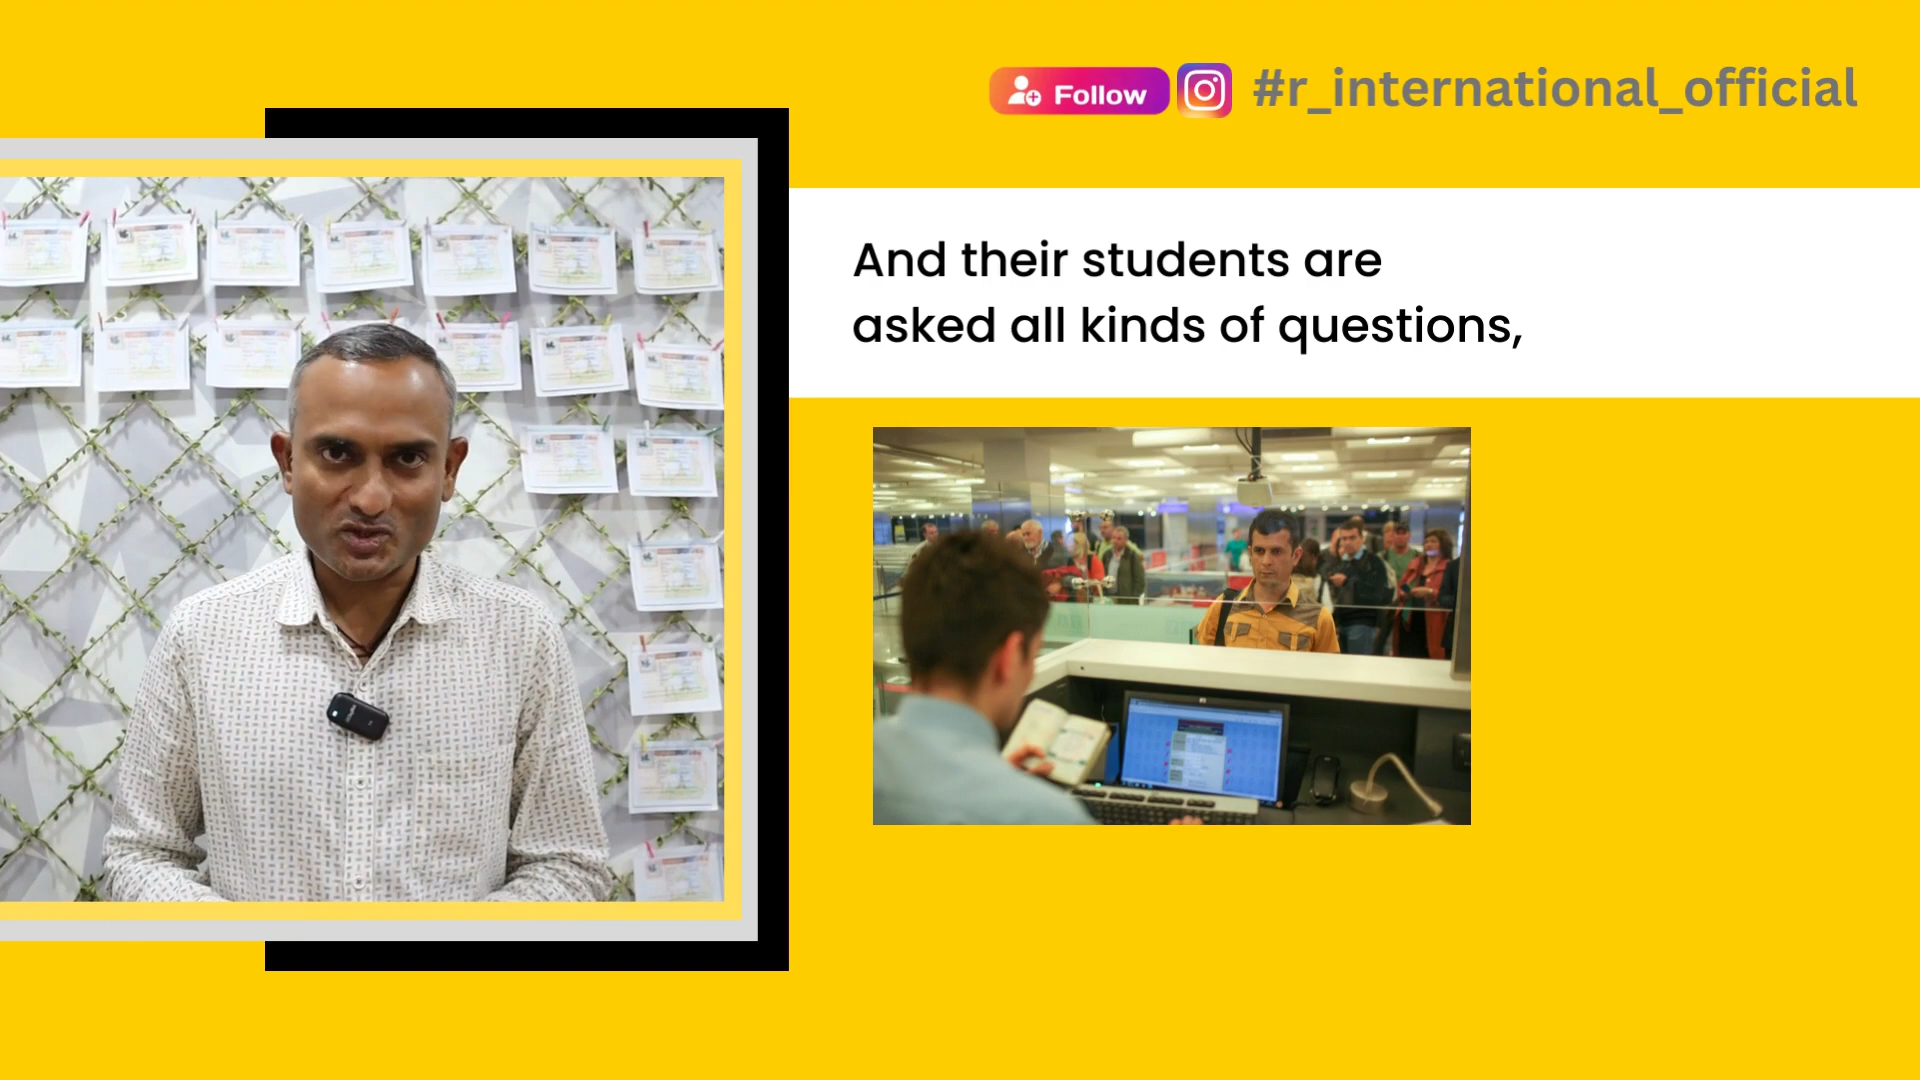 Follow
#r_international_official
And their students are
asked all kinds of questions,